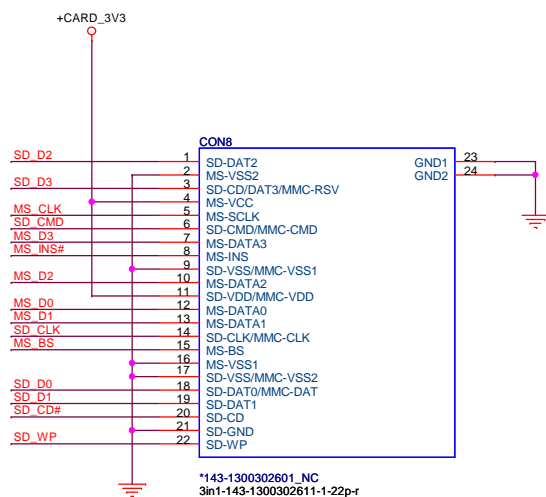 +CARD_3V3
CON8
SD_D2 1 SD-DAT2 GND1 23
2 MS-VSS2 GND2 24
SD_D3 3 SD-CD/DAT3/MMC-RSV
4 MS-VCC
MS_CLK 5 MS-SCLK
SD_CMD 6 SD-CMD/MMC-CMD
MS_D3 7 MS-DATA3
MS_INS# 8 MS-INS
9 SD-VSS/MMC-VSS1
MS_D2 10 MS-DATA2
11 SD-VDD/MMC-VDD
MS_D0 12 MS-DATA0
MS_D1 13 MS-DATA1
SD_CLK 14 SD-CLK/MMC-CLK
MS_BS 15 MS-BS
16 MS-VSS1
17 SD-VSS/MMC-VSS2
SD_D0 18 SD-DAT0/MMC-DAT
SD_D1 19 SD-DAT1
SD_CD# 20 SD-CD
21 SD-GND
SD_WP 22 SD-WP
*143-1300302601_NC
3in1-143-1300302611-1-22p-r